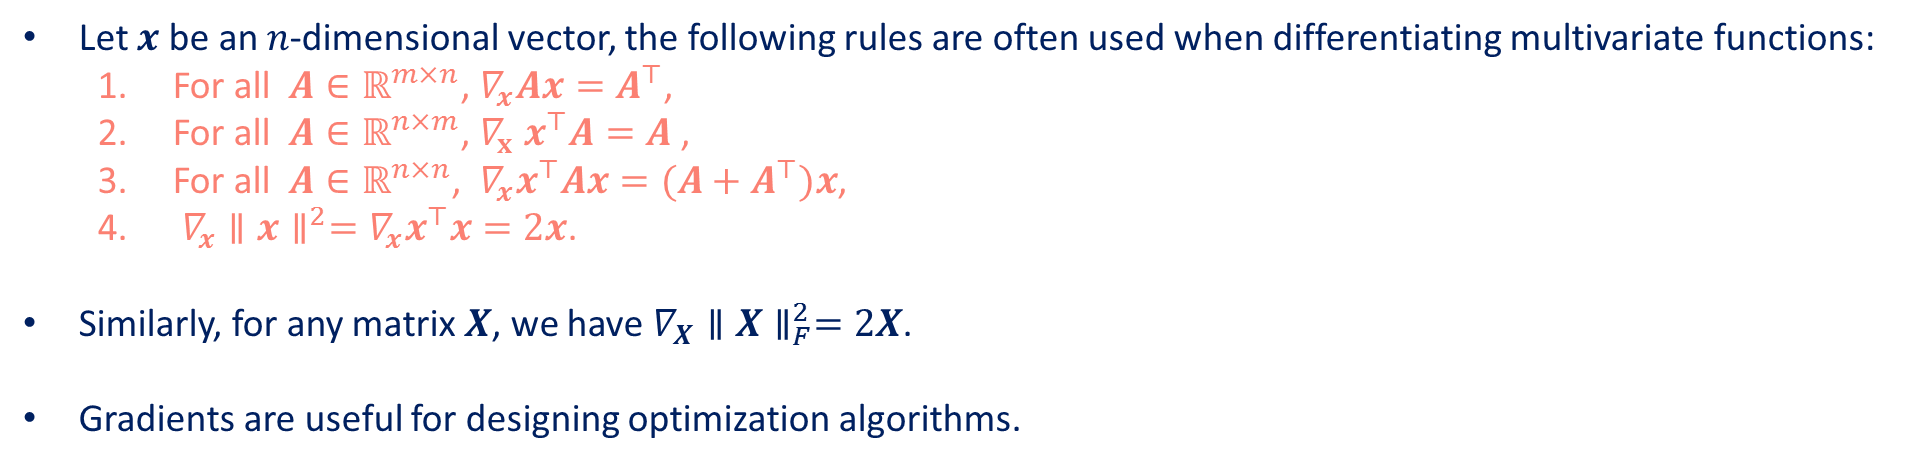 • Let 𝒙 be an 𝑛-dimensional vector, the following rules are often used when differentiating multivariate functions:
1. For all 𝑨 ∈ ℝ^{𝑚×𝑛}, ∇_𝒙 𝑨𝒙 = 𝑨^⊤,
2. For all 𝑨 ∈ ℝ^{𝑛×𝑚}, ∇_𝐱 𝒙^⊤𝑨 = 𝑨 ,
3. For all 𝑨 ∈ ℝ^{𝑛×𝑛}, ∇_𝒙 𝒙^⊤𝑨𝒙 = (𝑨 + 𝑨^⊤)𝒙,
4. ∇_𝒙 ∥ 𝒙 ∥^2 = ∇_𝒙 𝒙^⊤𝒙 = 2𝒙.
• Similarly, for any matrix 𝑿, we have ∇_𝑿 ∥ 𝑿 ∥_𝐹^2 = 2𝑿.
• Gradients are useful for designing optimization algorithms.